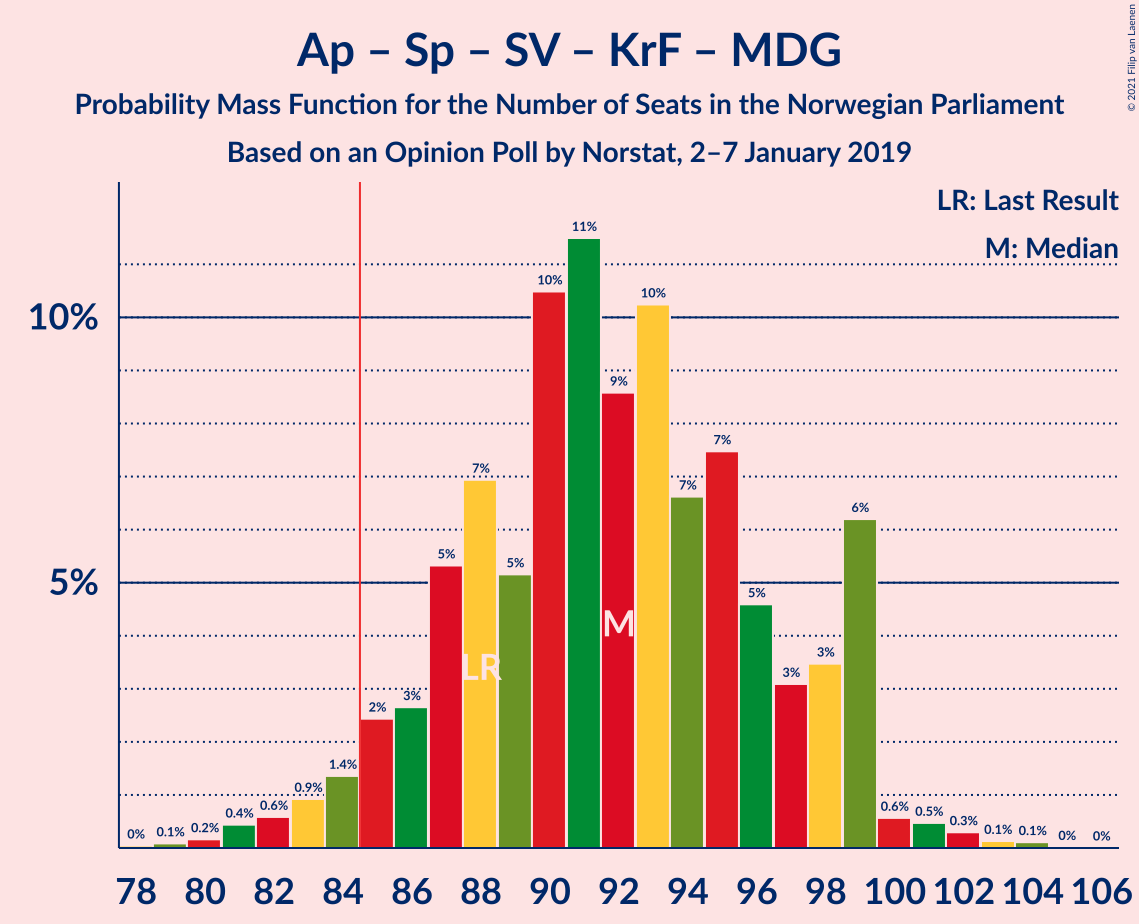 © 2021 Filip van Laenen
Ap – Sp – SV – KrF – MDG
Probability Mass Function for the Number of Seats in the Norwegian Parliament
Based on an Opinion Poll by Norstat, 2–7 January 2019
LR: Last Result
M: Median
10%
5%
0% 0.1% 0.2% 0.4% 0.6% 0.9% 1.4% 2% 3% 5% 7% 5% 10% 11% 9% 10% 7% 7% 5% 3% 3% 6% 0.6% 0.5% 0.3% 0.1% 0.1% 0% 0%
M
LR
78 80 82 84 86 88 90 92 94 96 98 100 102 104 106